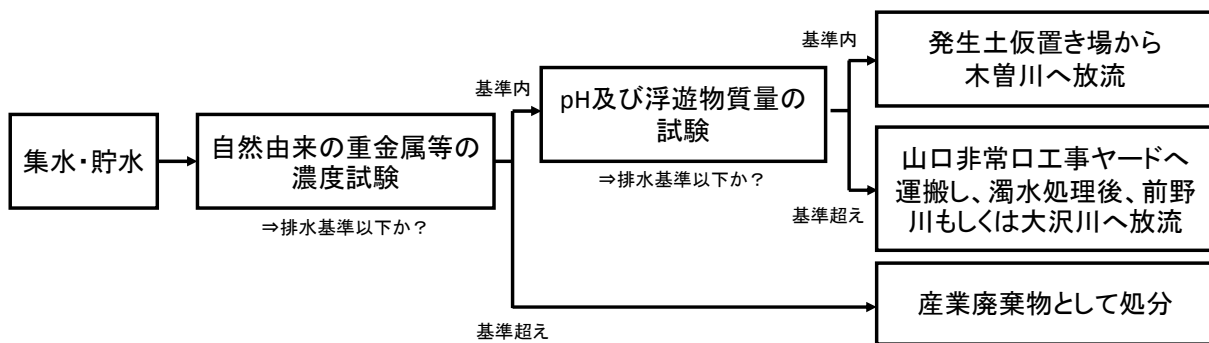 集水・貯水
自然由来の重金属等の
濃度試験
⇒排水基準以下か？
基準内
pH及び浮遊物質量の
試験
⇒排水基準以下か？
基準内
発生土仮置き場から
木曽川へ放流
基準超え
山口非常口工事ヤードへ
運搬し、濁水処理後、前野
川もしくは大沢川へ放流
基準超え
産業廃棄物として処分